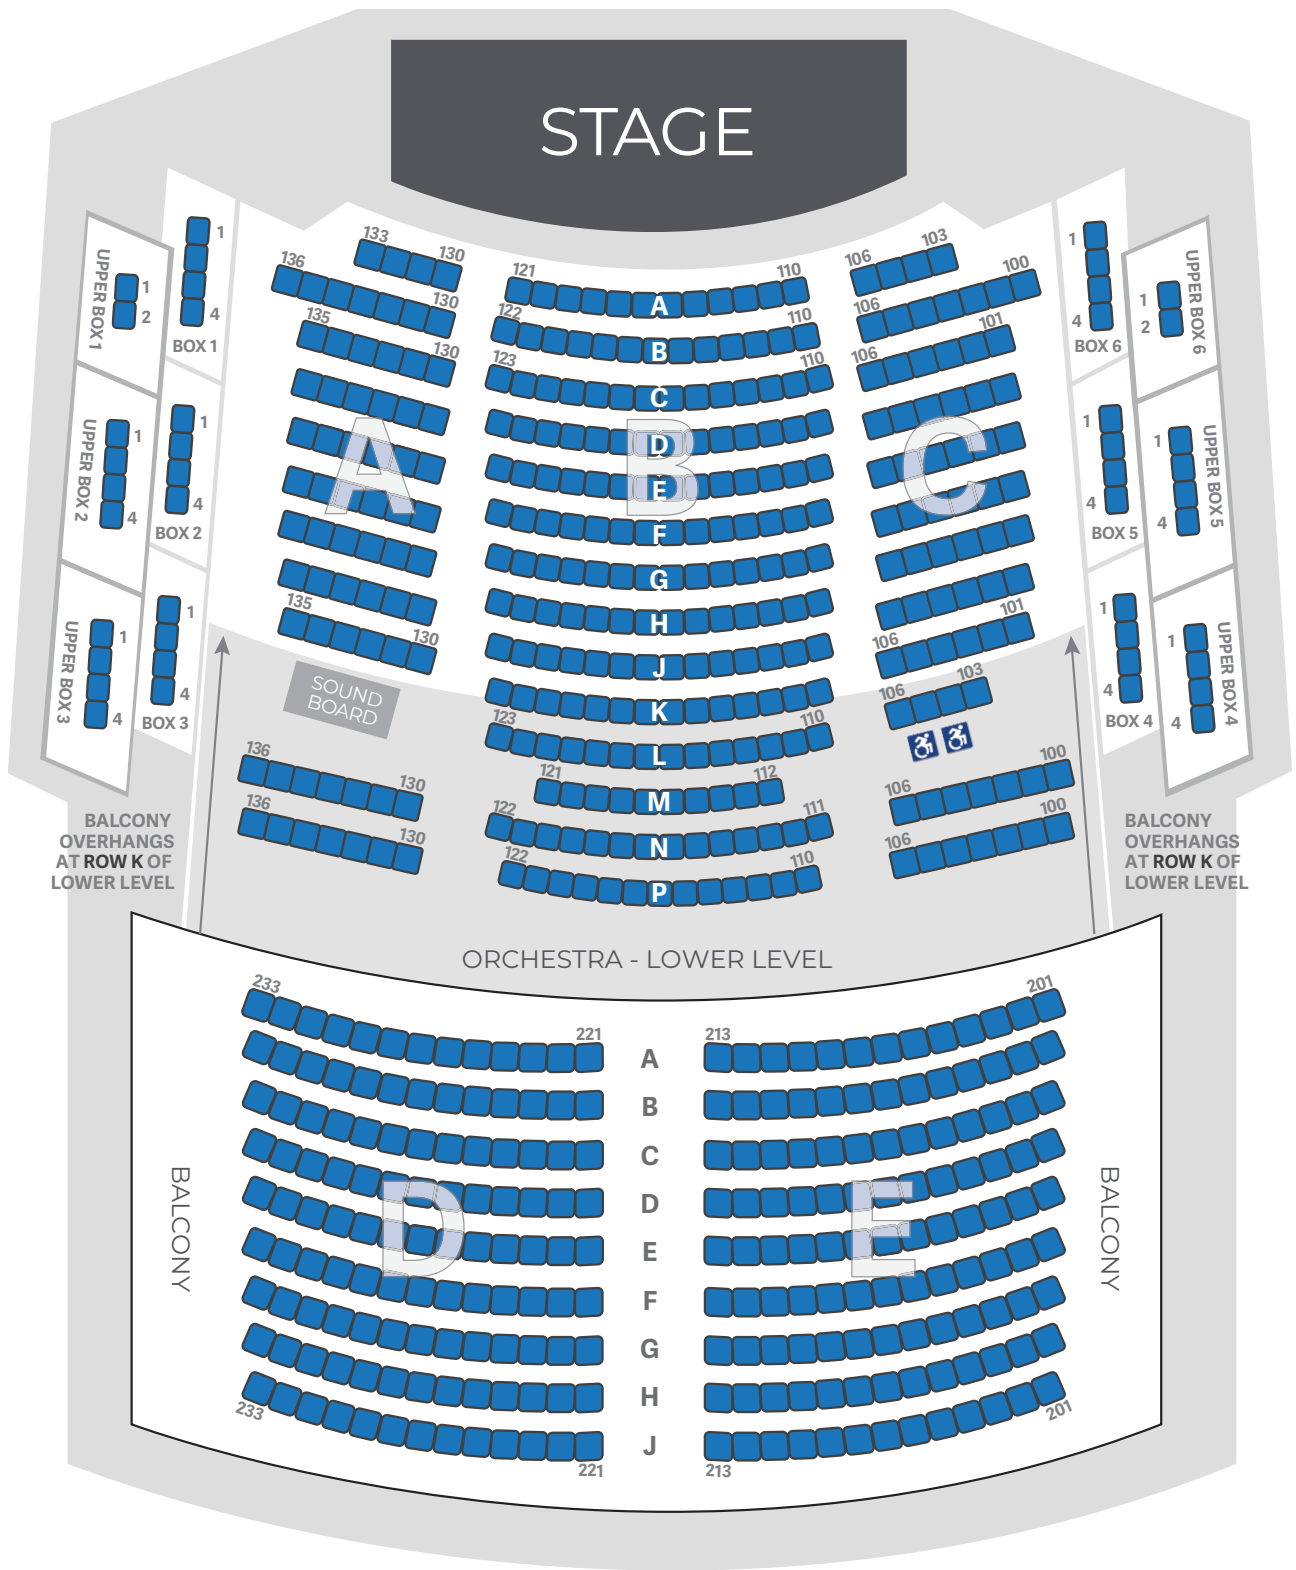 STAGE
133
130
136
130
135
130
A
135
130
SOUND
BOARD
136
130
136
130
121
110
A
122
110
B
123
110
C
B
D
E
F
G
H
J
K
123
110
L
121
112
M
122
111
N
122
110
P
106
103
106
100
106
101
C
106
101
106
103
106
100
106
100
UPPER BOX 1
1
2
1
4
BOX 1
UPPER BOX 2
1
4
1
4
BOX 2
UPPER BOX 3
1
4
1
4
BOX 3
1
4
BOX 6
1
2
UPPER BOX 6
1
4
BOX 5
1
4
UPPER BOX 5
1
4
BOX 4
1
4
UPPER BOX 4
BALCONY
OVERHANGS
AT ROW K OF
LOWER LEVEL
BALCONY
OVERHANGS
AT ROW K OF
LOWER LEVEL
ORCHESTRA - LOWER LEVEL
233
221
213
201
A
B
C
D
E
F
G
H
J
D
E
BALCONY
BALCONY
233
221
213
201